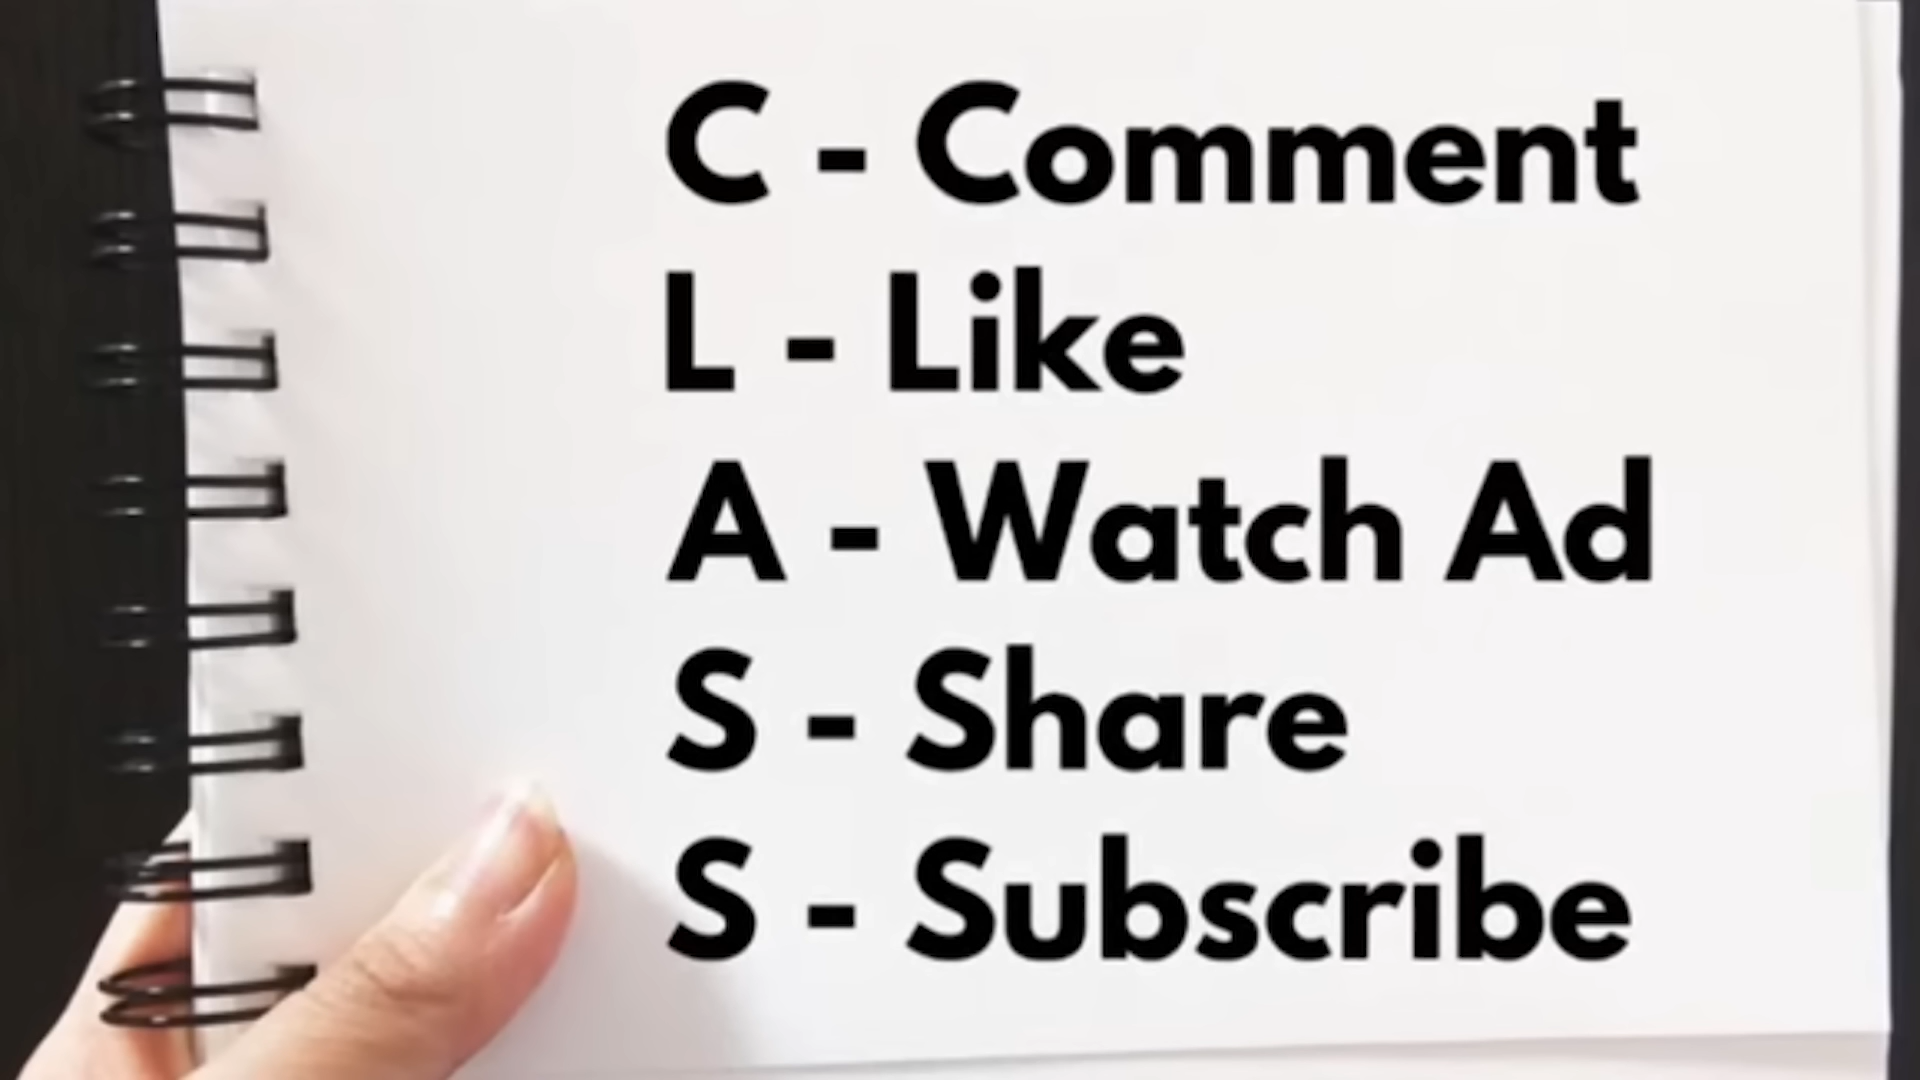 C - Comment
L - Like
A - Watch Ad
S - Share
S - Subscribe